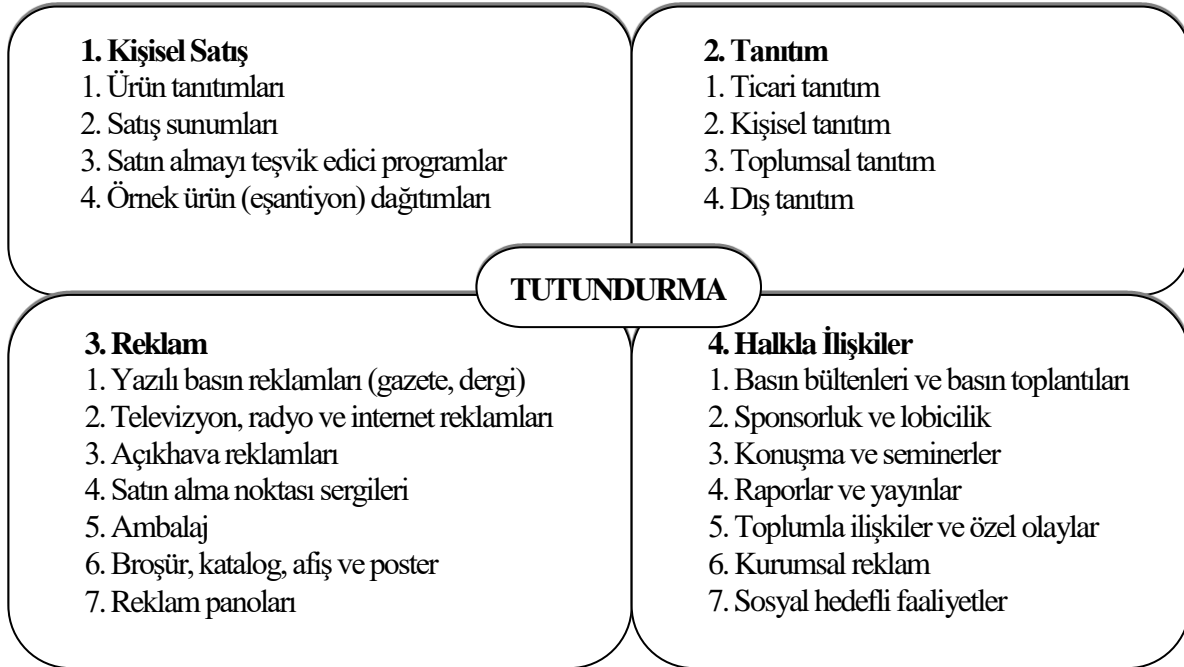 1. Kişisel Satış
1. Ürün tanıtımları
2. Satış sunumları
3. Satın almayı teşvik edici programlar
4. Örnek ürün (eşantiyon) dağıtımları
2. Tanıtım
1. Ticari tanıtım
2. Kişisel tanıtım
3. Toplumsal tanıtım
4. Dış tanıtım
TUTUNDURMA
3. Reklam
1. Yazılı basın reklamları (gazete, dergi)
2. Televizyon, radyo ve internet reklamları
3. Açıkhava reklamları
4. Satın alma noktası sergileri
5. Ambalaj
6. Broşür, katalog, afiş ve poster
7. Reklam panoları
4. Halkla İlişkiler
1. Basın bültenleri ve basın toplantıları
2. Sponsorluk ve lobicilik
3. Konuşma ve seminerler
4. Raporlar ve yayınlar
5. Toplumla ilişkiler ve özel olaylar
6. Kurumsal reklam
7. Sosyal hedefli faaliyetler